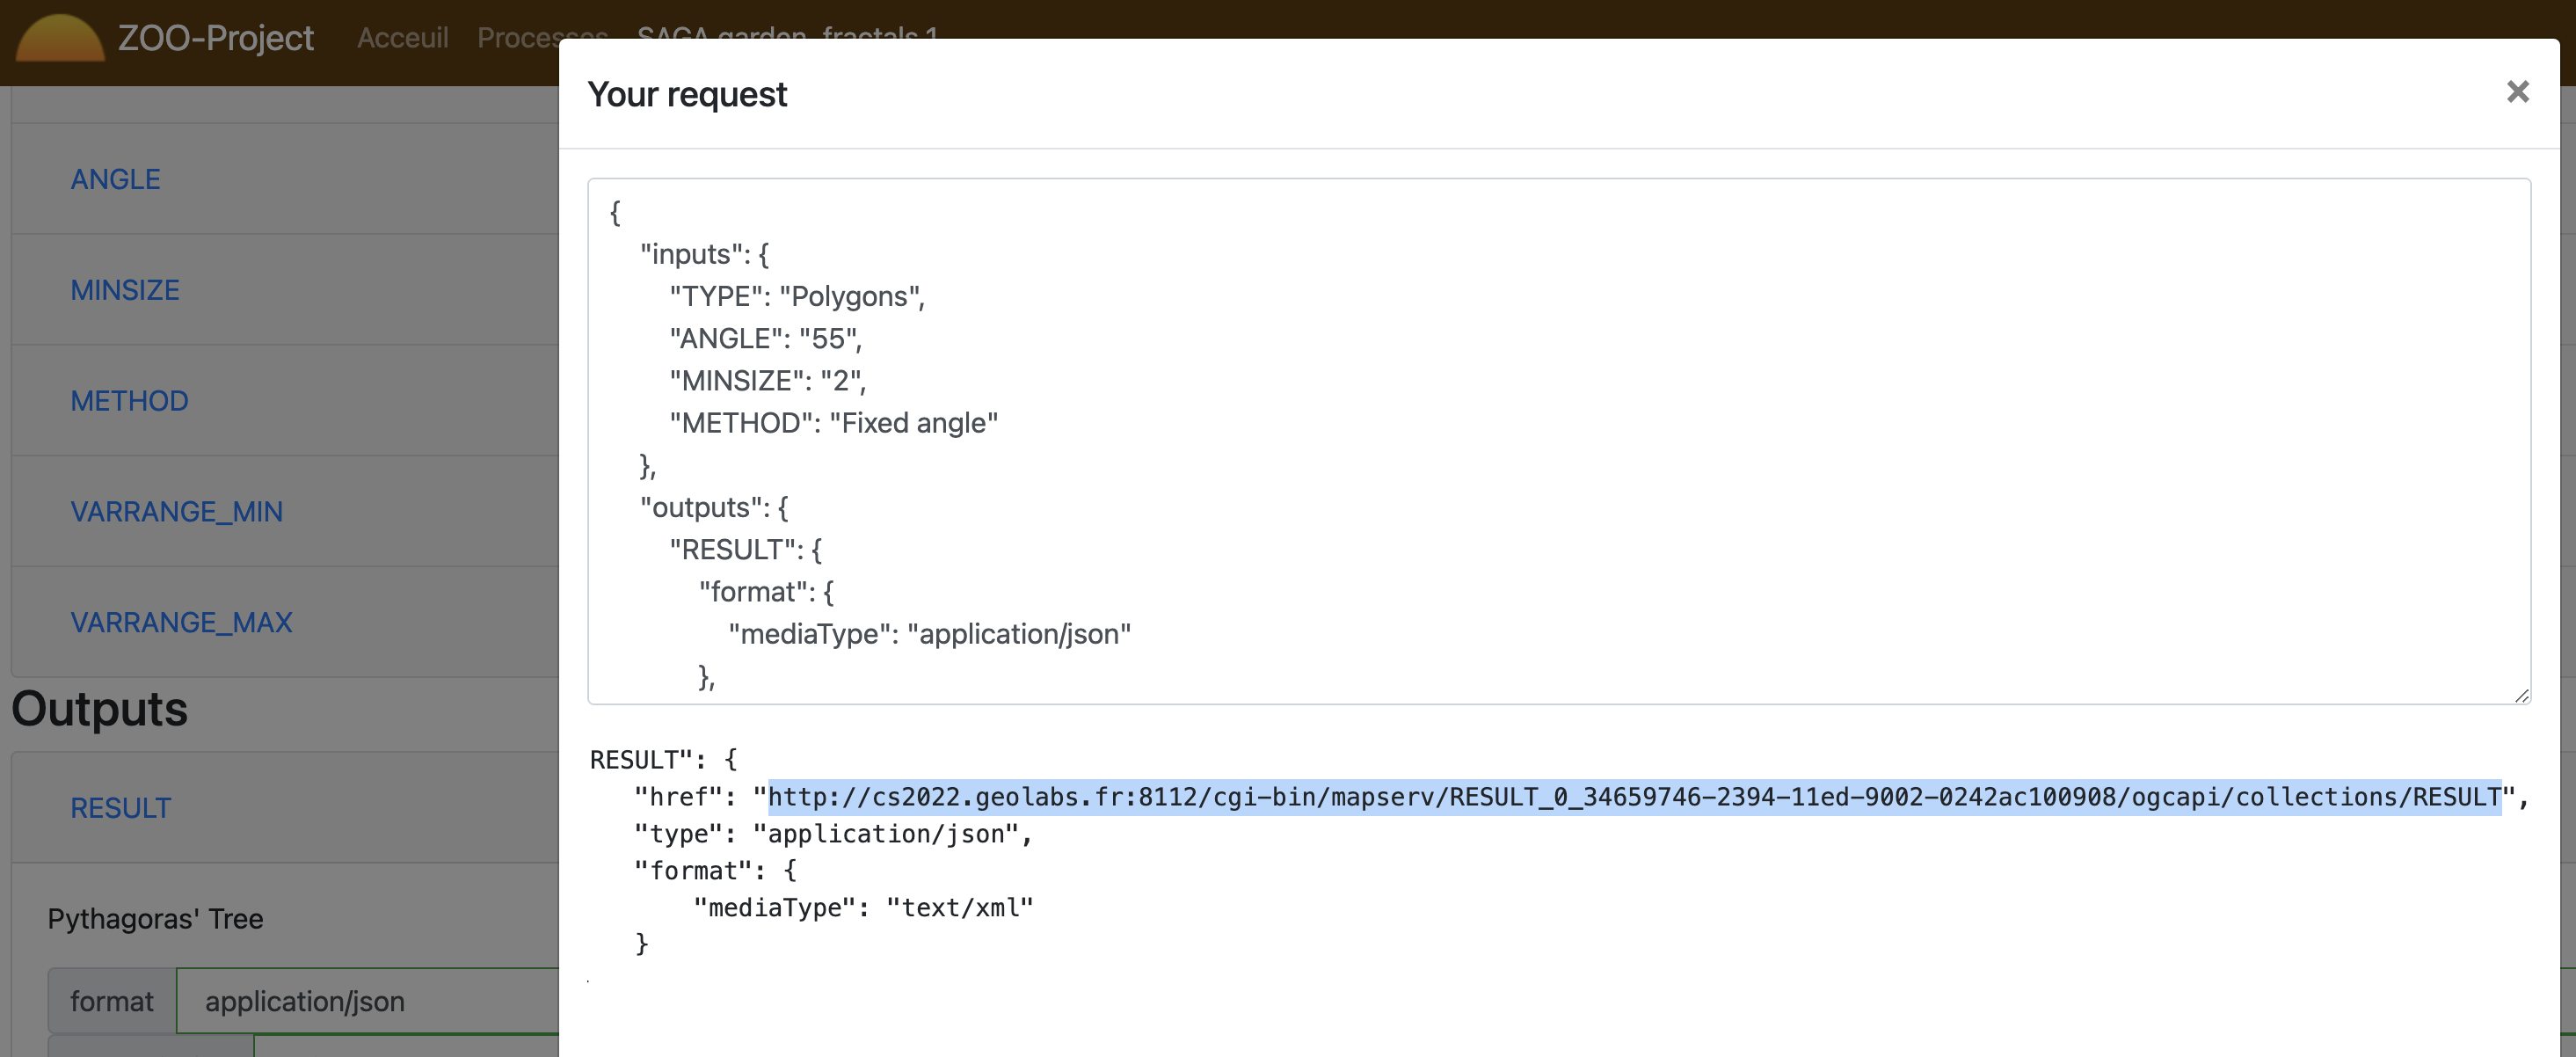 ZOO-Project Acceuil Processes SAGA.garden_fractals.1
ANGLE
MINSIZE
METHOD
VARRANGE_MIN
VARRANGE_MAX
Outputs
RESULT
Pythagoras' Tree
format application/json
Your request
×
{
"inputs": {
"TYPE": "Polygons",
"ANGLE": "55",
"MINSIZE": "2",
"METHOD": "Fixed angle"
},
"outputs": {
"RESULT": {
"format": {
"mediaType": "application/json"
},
RESULT": {
"href": "http://cs2022.geolabs.fr:8112/cgi-bin/mapserv/RESULT_0_34659746-2394-11ed-9002-0242ac100908/ogcapi/collections/RESULT",
"type": "application/json",
"format": {
"mediaType": "text/xml"
}